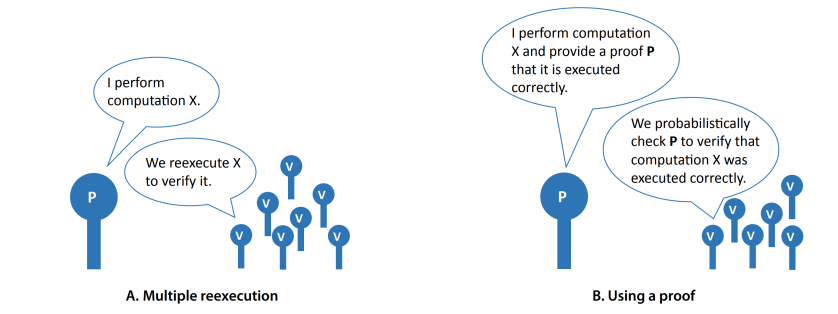 I perform
computation X.
We reexecute X
to verify it.
P
V
V
V
V
V
V
V
A. Multiple reexecution
I perform computation
X and provide a proof P
that it is executed
correctly.
We probabilistically
check P to verify that
computation X was
executed correctly.
P
V
V
V
V
V
V
B. Using a proof